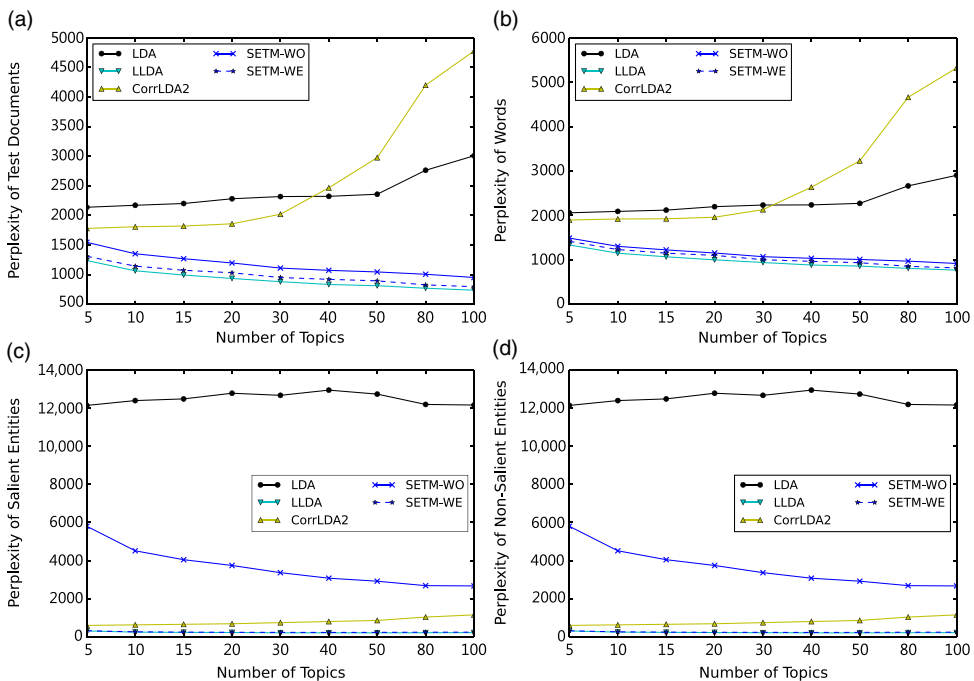 (a)
5000
4500
4000
3500
3000
2500
2000
1500
1000
500
Perplexity of Test Documents
LDA SETM-WO
LLDA SETM-WE
CorrLDA2
5 10 15 20 30 40 50 80 100
Number of Topics
(b)
6000
5000
4000
3000
2000
1000
0
Perplexity of Words
LDA SETM-WO
LLDA SETM-WE
CorrLDA2
5 10 15 20 30 40 50 80 100
Number of Topics
(c)
14,000
12,000
10,000
8000
6000
4000
2000
0
Perplexity of Salient Entities
LDA SETM-WO
LLDA SETM-WE
CorrLDA2
5 10 15 20 30 40 50 80 100
Number of Topics
(d)
14,000
12,000
10,000
8000
6000
4000
2000
0
Perplexity of Non-Salient Entities
LDA SETM-WO
LLDA SETM-WE
CorrLDA2
5 10 15 20 30 40 50 80 100
Number of Topics